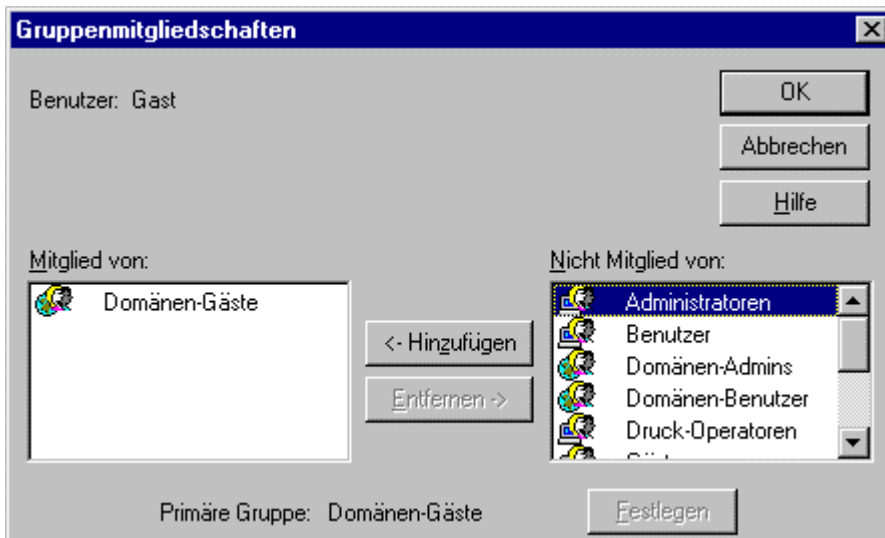 Gruppenmitgliedschaften
Benutzer: Gast
OK
Abbrechen
Hilfe
Mitglied von:
Domänen-Gäste
<- Hinzufügen
Entfernen ->
Nicht Mitglied von:
Administratoren
Benutzer
Domänen-Admins
Domänen-Benutzer
Druck-Operatoren
Primäre Gruppe: Domänen-Gäste
Festlegen